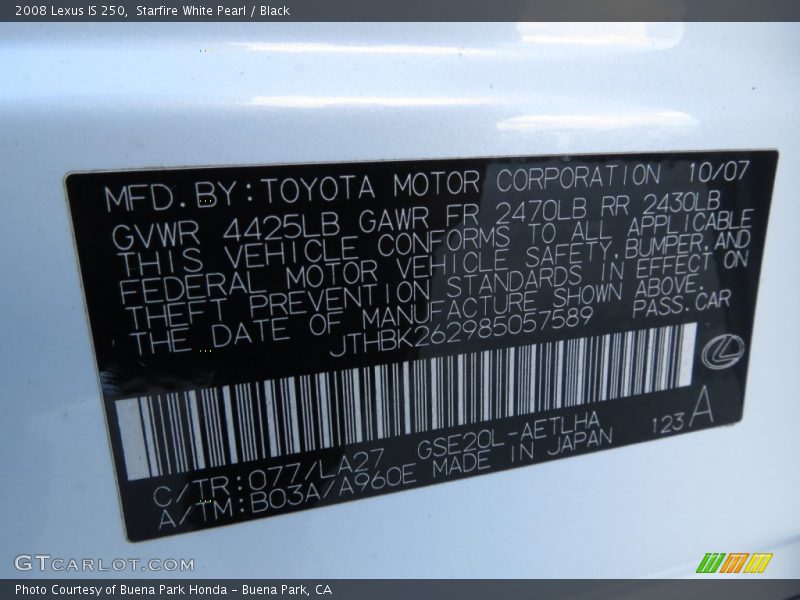 2008 Lexus IS 250, Starfire White Pearl / Black
MFD. BY: TOYOTA MOTOR CORPORATION 10/07
GVWR 4425LB GAWR FR 2470LB RR 2430LB
THIS VEHICLE CONFORMS TO ALL APPLICABLE
FEDERAL MOTOR VEHICLE SAFETY, BUMPER, AND
THEFT PREVENTION STANDARDS IN EFFECT ON
THE DATE OF MANUFACTURE SHOWN ABOVE.
JTHBK262985057589 PASS. CAR
C/TR: 077/LA27 GSE20L-AETLHA 123 A
A/TM: B03A/A960E MADE IN JAPAN
GTCARLOT.COM
Photo Courtesy of Buena Park Honda - Buena Park, CA